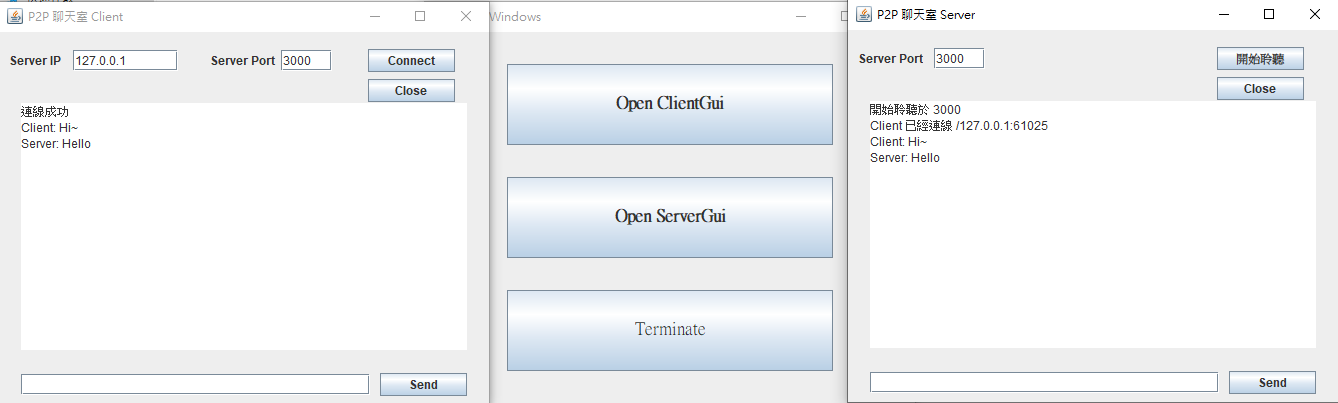 P2P 聊天室 Client
Server IP 127.0.0.1 Server Port 3000 Connect
Close
連線成功
Client: Hi~
Server: Hello
Send
Windows
Open ClientGui
Open ServerGui
Terminate
P2P 聊天室 Server
Server Port 3000 開始聆聽
Close
開始聆聽於 3000
Client 已經連線 /127.0.0.1:61025
Client: Hi~
Server: Hello
Send